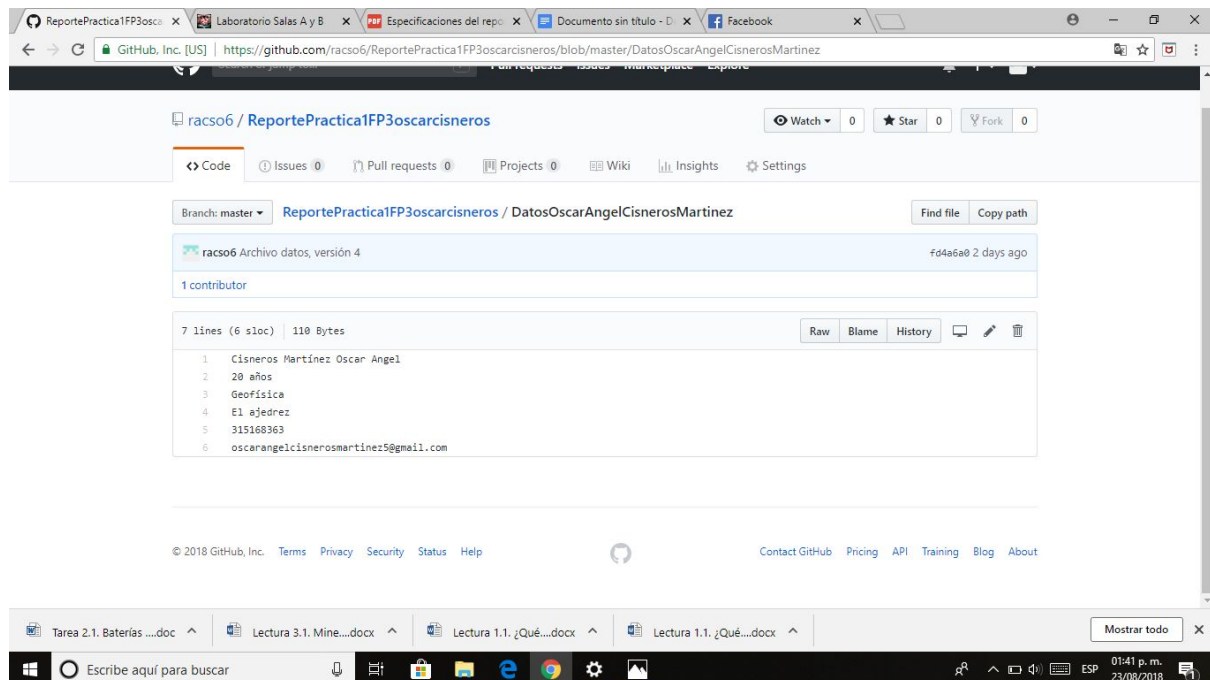 ReportePractica1FP3osca
Laboratorio Salas A y B
Especificaciones del repo
Documento sin título - D
Facebook
GitHub, Inc. [US] | https://github.com/racso6/ReportePractica1FP3oscarcisneros/blob/master/DatosOscarAngelCisnerosMartinez
Pull requests Issues Marketplace Explore
racso6 / ReportePractica1FP3oscarcisneros
Watch 0 Star 0 Fork 0
Code Issues 0 Pull requests 0 Projects 0 Wiki Insights Settings
Branch: master ReportePractica1FP3oscarcisneros / DatosOscarAngelCisnerosMartinez Find file Copy path
racso6 Archivo datos, versión 4 fd4a6a0 2 days ago
1 contributor
7 lines (6 sloc) 110 Bytes Raw Blame History
1 Cisneros Martínez Oscar Angel
2 20 años
3 Geofísica
4 El ajedrez
5 315168363
6 oscarangelcisnerosmartinez5@gmail.com
© 2018 GitHub, Inc. Terms Privacy Security Status Help Contact GitHub Pricing API Training Blog About
Tarea 2.1. Baterías ....doc Lectura 3.1. Mine....docx Lectura 1.1. ¿Qué....docx Lectura 1.1. ¿Qué....docx Mostrar todo
Escribe aquí para buscar ESP 01:41 p. m.
23/08/2018